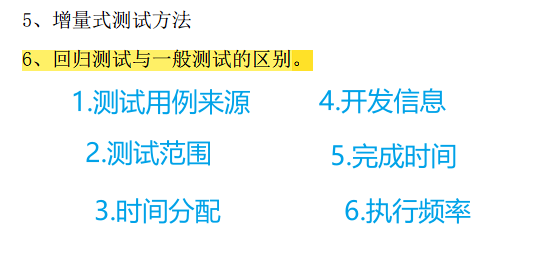 5、增量式测试方法
6、回归测试与一般测试的区别。
1.测试用例来源
4.开发信息
2.测试范围
5.完成时间
3.时间分配
6.执行频率